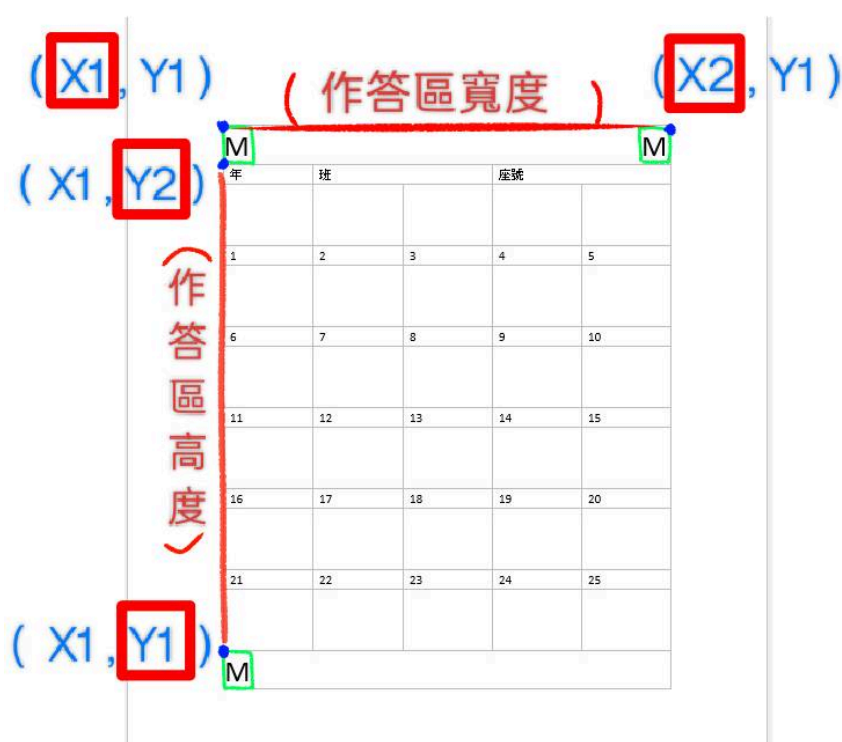 (X1, Y1)
(作答區寬度)
(X2, Y1)
M
M
(X1, Y2)
年 班 座號
(作答區高度)
1 2 3 4 5
6 7 8 9 10
11 12 13 14 15
16 17 18 19 20
21 22 23 24 25
(X1, Y1)
M